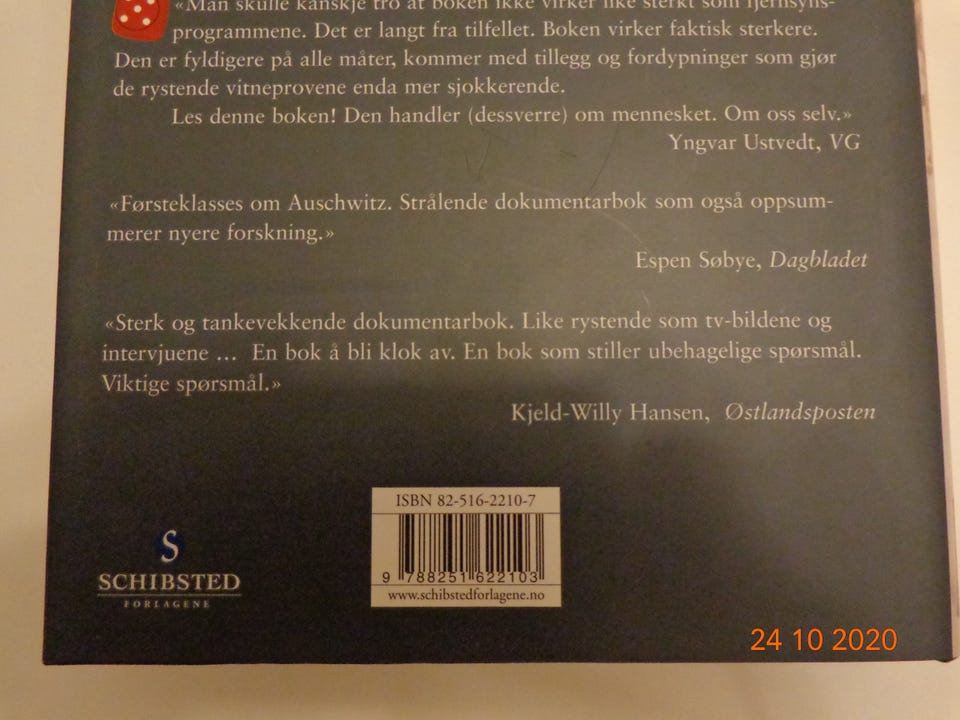 «Man skulle kanskje tro at boken ikke virker like sterkt som fjernsyns-
programmene. Det er langt fra tilfellet. Boken virker faktisk sterkere.
Den er fyldigere på alle måter, kommer med tillegg og fordypninger som gjør
de rystende vitneprovene enda mer sjokkerende.
Les denne boken! Den handler (dessverre) om mennesket. Om oss selv.»
Yngvar Ustvedt, VG
«Førsteklasses om Auschwitz. Strålende dokumentarbok som også oppsum-
merer nyere forskning.»
Espen Søbye, Dagbladet
«Sterk og tankevekkende dokumentarbok. Like rystende som tv-bildene og
intervjuene ... En bok å bli klok av. En bok som stiller ubehagelige spørsmål.
Viktige spørsmål.»
Kjeld-Willy Hansen, Østlandsposten
ISBN 82-516-2210-7
9 788251 622103
www.schibstedforlagene.no
S
SCHIBSTED
FORLAGENE
24 10 2020